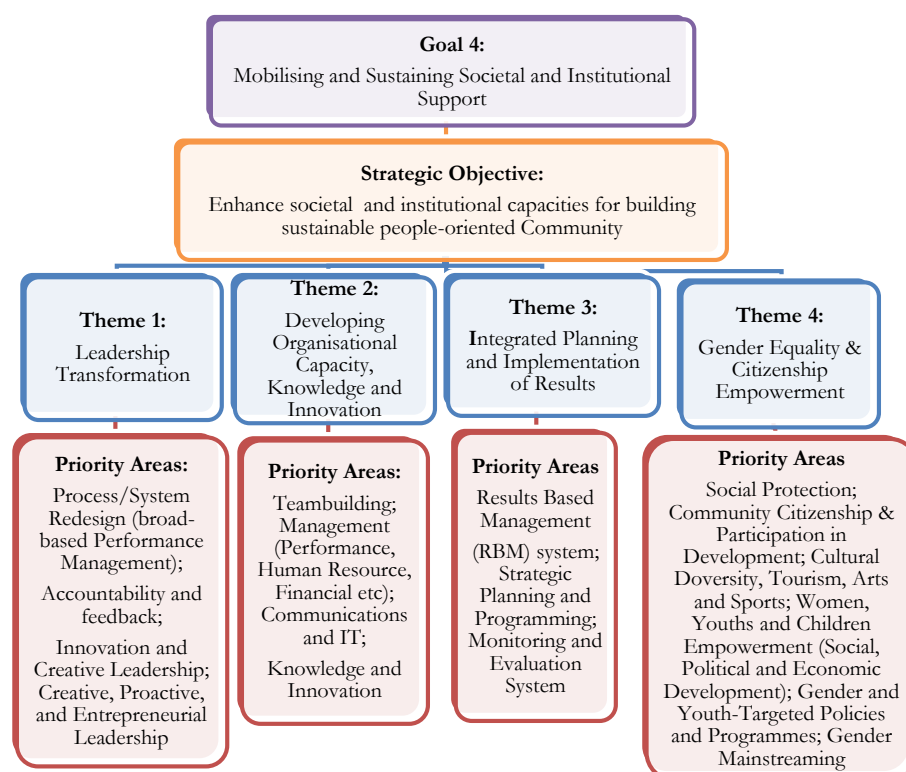 Goal 4:
Mobilising and Sustaining Societal and Institutional
Support
Strategic Objective:
Enhance societal and institutional capacities for building
sustainable people-oriented Community
Theme 1:
Leadership
Transformation
Theme 2:
Developing
Organisational
Capacity,
Knowledge and
Innovation
Theme 3:
Integrated Planning
and Implementation
of Results
Theme 4:
Gender Equality &
Citizenship
Empowerment
Priority Areas:
Process/System
Redesign (broad-
based Performance
Management);
Accountability and
feedback;
Innovation and
Creative Leadership;
Creative, Proactive,
and Entrepreneurial
Leadership
Priority Areas:
Teambuilding;
Management
(Performance,
Human Resource,
Financial etc);
Communications
and IT;
Knowledge and
Innovation
Priority Areas
Results Based
Management
(RBM) system;
Strategic
Planning and
Programming;
Monitoring and
Evaluation
System
Priority Areas
Social Protection;
Community Citizenship &
Participation in
Development; Cultural
Doversity, Tourism, Arts
and Sports; Women,
Youths and Children
Empowerment (Social,
Political and Economic
Development); Gender and
Youth-Targeted Policies
and Programmes; Gender
Mainstreaming